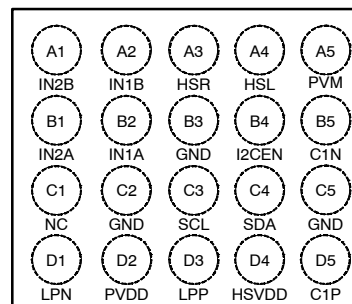 A1 A2 A3 A4 A5
IN2B IN1B HSR HSL PVM
B1 B2 B3 B4 B5
IN2A IN1A GND I2CEN C1N
C1 C2 C3 C4 C5
NC GND SCL SDA GND
D1 D2 D3 D4 D5
LPN PVDD LPP HSVDD C1P